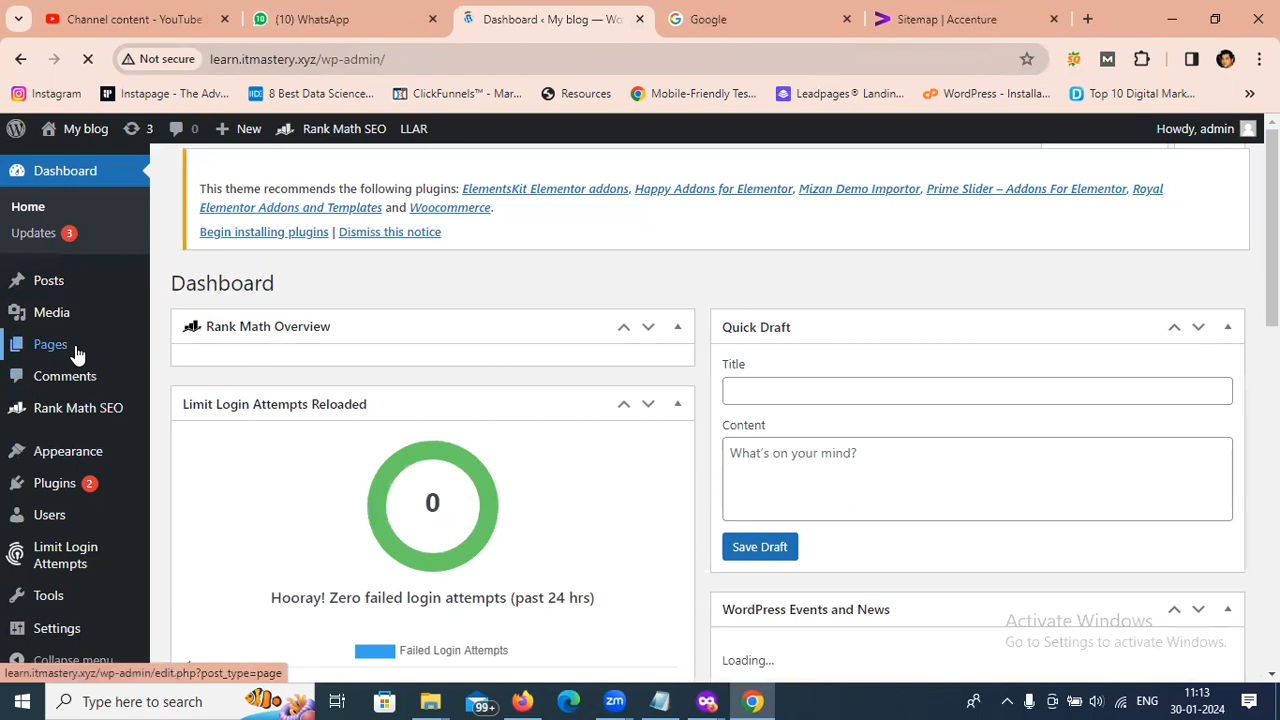 Channel content - YouTube
(10) WhatsApp
Dashboard ‹ My blog — Wo
Google
Sitemap | Accenture
Not secure
learn.itmastery.xyz/wp-admin/
Instagram
Instapage - The Adv...
8 Best Data Science...
ClickFunnels™ - Mar...
Resources
Mobile-Friendly Tes...
Leadpages® Landin...
WordPress - Installa...
Top 10 Digital Mark...
My blog
3
0
New
Rank Math SEO
LLAR
Howdy, admin
Dashboard
Home
Updates 3
Posts
Media
Pages
Comments
Rank Math SEO
Appearance
Plugins 2
Users
Limit Login
Attempts
Tools
Settings
Collapse menu
This theme recommends the following plugins: ElementsKit Elementor addons, Happy Addons for Elementor, Mizan Demo Importor, Prime Slider – Addons For Elementor, Royal
Elementor Addons and Templates and Woocommerce.
Begin installing plugins | Dismiss this notice
Dashboard
Rank Math Overview
Limit Login Attempts Reloaded
0
Hooray! Zero failed login attempts (past 24 hrs)
Failed Login Attempts
Quick Draft
Title
Content
What's on your mind?
Save Draft
WordPress Events and News
Loading...
Activate Windows
Go to Settings to activate Windows.
learn.itmastery.xyz/wp-admin/edit.php?post_type=page
Type here to search
99+
zm
ENG
11:13
30-01-2024